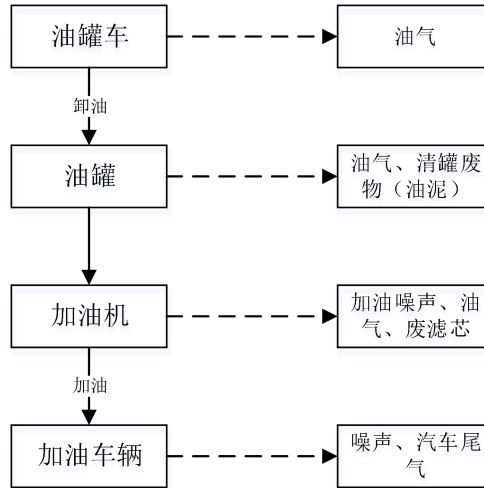 油罐车
油气
卸油
油罐
油气、清罐废
物（油泥）
加油机
加油噪声、油
气、废滤芯
加油
加油车辆
噪声、汽车尾
气